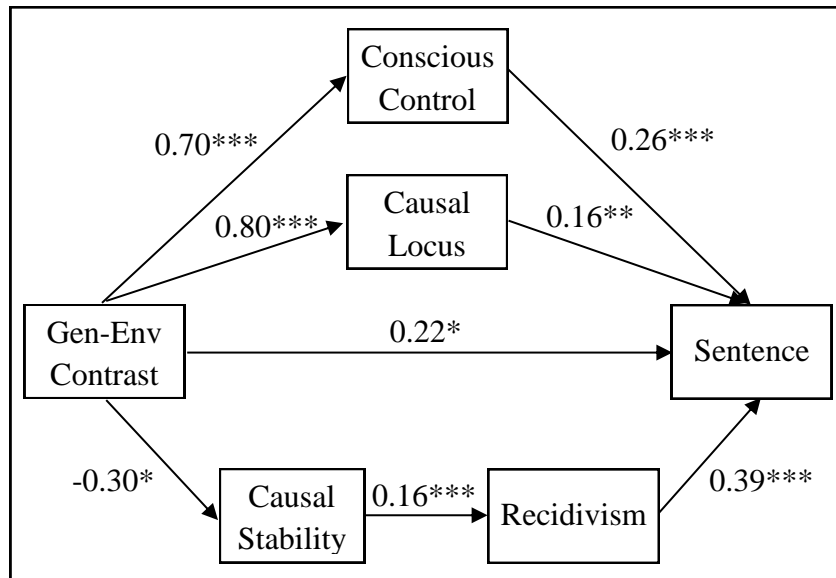 Conscious
Control
0.70***
0.26***
Causal
Locus
0.80***
0.16**
Gen-Env
Contrast
0.22*
Sentence
-0.30*
Causal
Stability
0.16***
Recidivism
0.39***